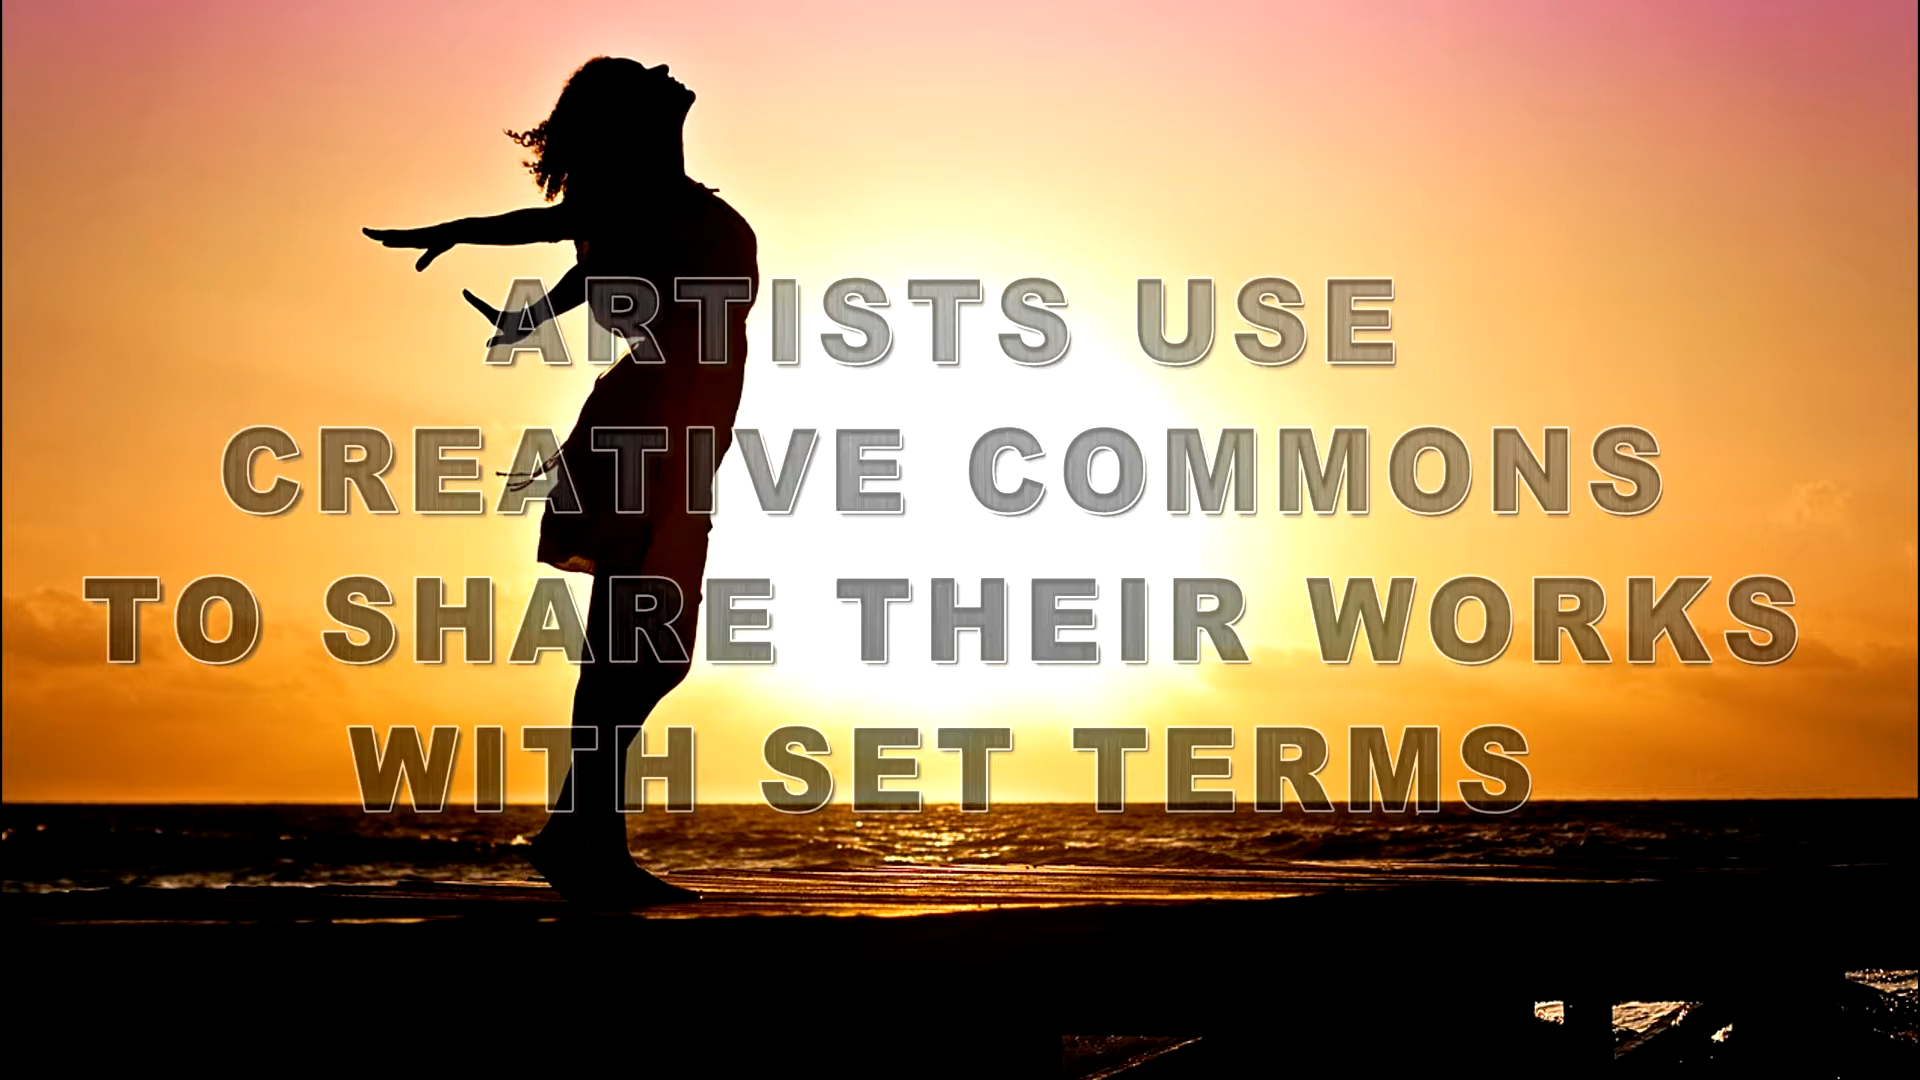 ARTISTS USE
CREATIVE COMMONS
TO SHARE THEIR WORKS
WITH SET TERMS